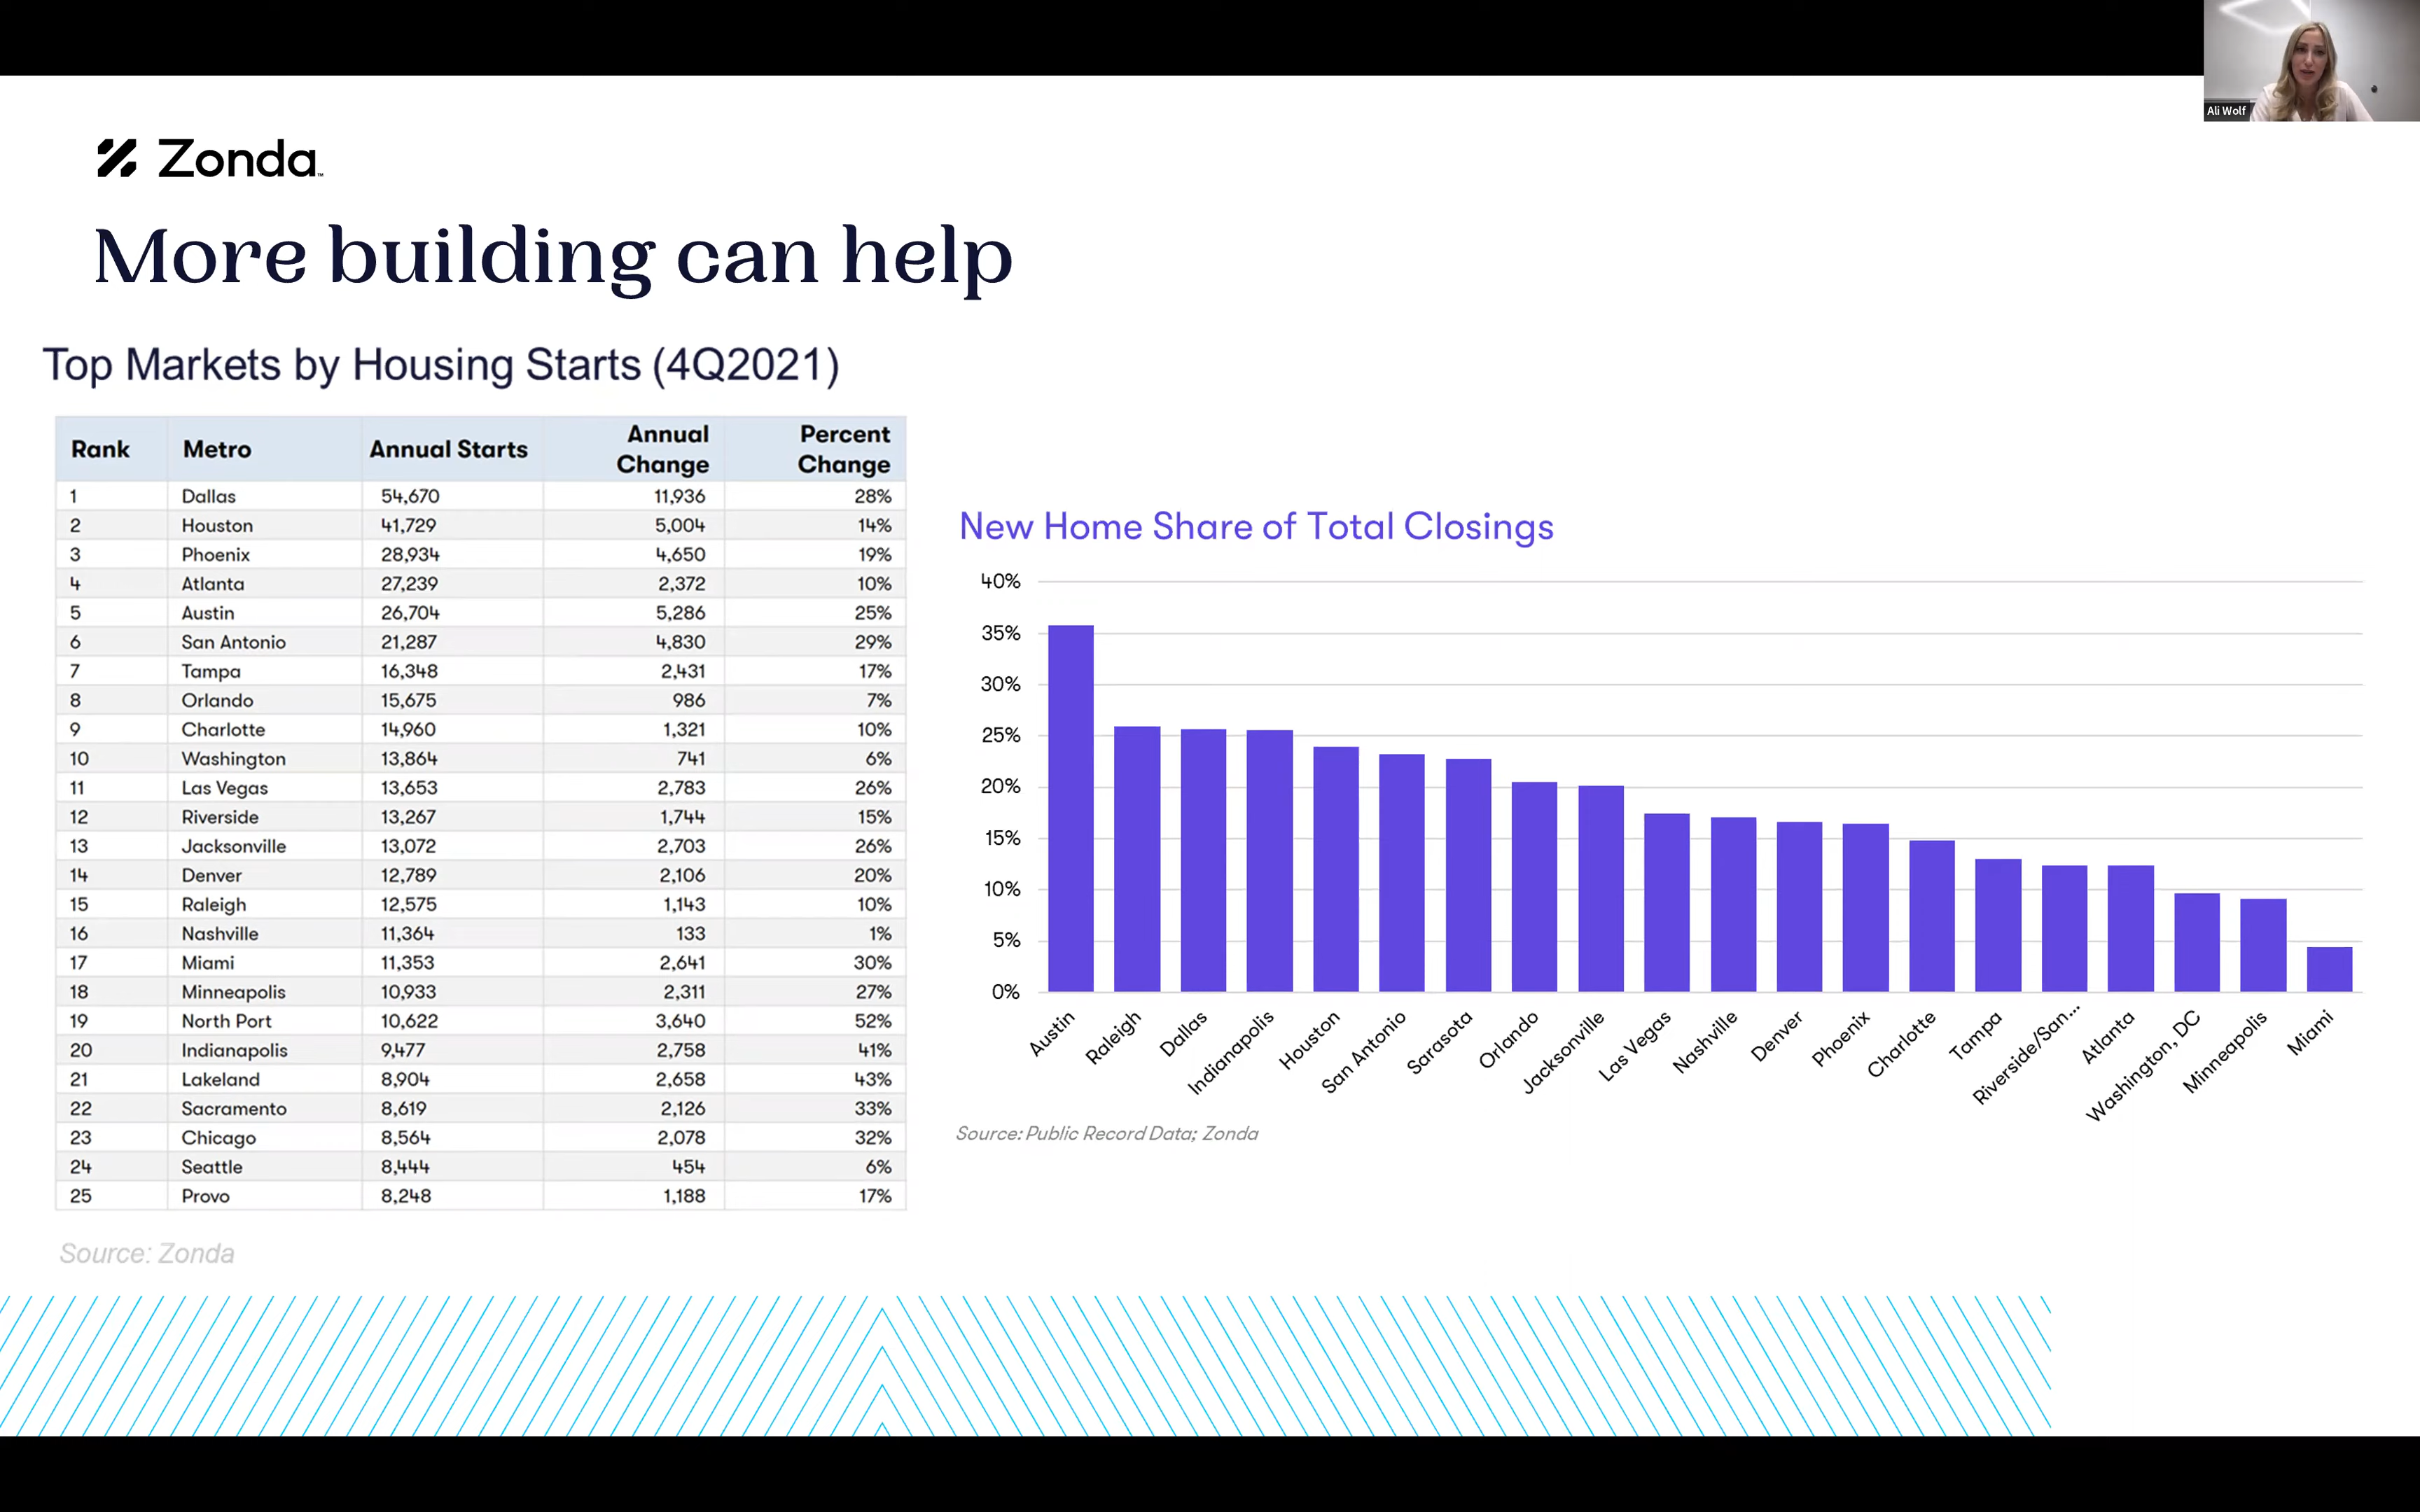 Ali Wolf
Zonda™
More building can help
Top Markets by Housing Starts (4Q2021)
Rank Metro Annual Starts Annual Change Percent Change
1 Dallas 54,670 11,936 28%
2 Houston 41,729 5,004 14%
3 Phoenix 28,934 4,650 19%
4 Atlanta 27,239 2,372 10%
5 Austin 26,704 5,286 25%
6 San Antonio 21,287 4,830 29%
7 Tampa 16,348 2,431 17%
8 Orlando 15,675 986 7%
9 Charlotte 14,960 1,321 10%
10 Washington 13,864 741 6%
11 Las Vegas 13,653 2,783 26%
12 Riverside 13,267 1,744 15%
13 Jacksonville 13,072 2,703 26%
14 Denver 12,789 2,106 20%
15 Raleigh 12,575 1,143 10%
16 Nashville 11,364 133 1%
17 Miami 11,353 2,641 30%
18 Minneapolis 10,933 2,311 27%
19 North Port 10,622 3,640 52%
20 Indianapolis 9,477 2,758 41%
21 Lakeland 8,904 2,658 43%
22 Sacramento 8,619 2,126 33%
23 Chicago 8,564 2,078 32%
24 Seattle 8,444 454 6%
25 Provo 8,248 1,188 17%
Source: Zonda
New Home Share of Total Closings
40%
35%
30%
25%
20%
15%
10%
5%
0%
Austin
Raleigh
Dallas
Indianapolis
Houston
San Antonio
Sarasota
Orlando
Jacksonville
Las Vegas
Nashville
Denver
Phoenix
Charlotte
Tampa
Riverside/San...
Atlanta
Washington, DC
Minneapolis
Miami
Source: Public Record Data; Zonda